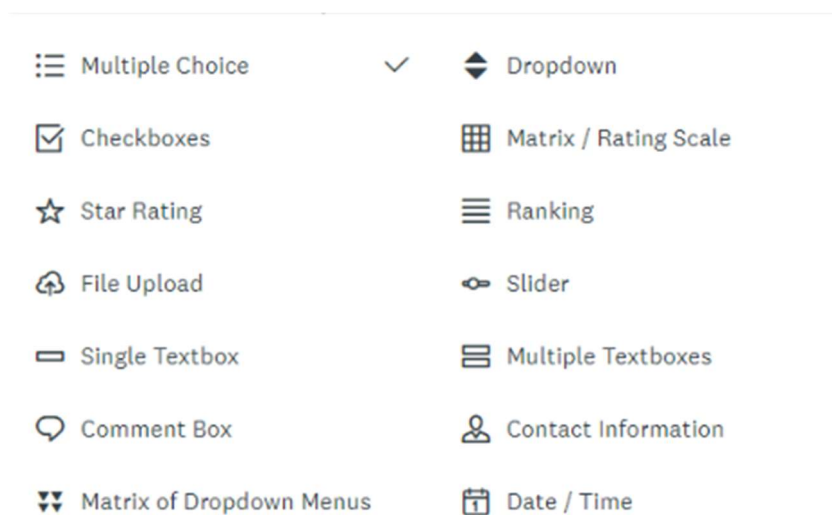 Multiple Choice
Dropdown
Checkboxes
Matrix / Rating Scale
Star Rating
Ranking
File Upload
Slider
Single Textbox
Multiple Textboxes
Comment Box
Contact Information
Matrix of Dropdown Menus
1
Date / Time